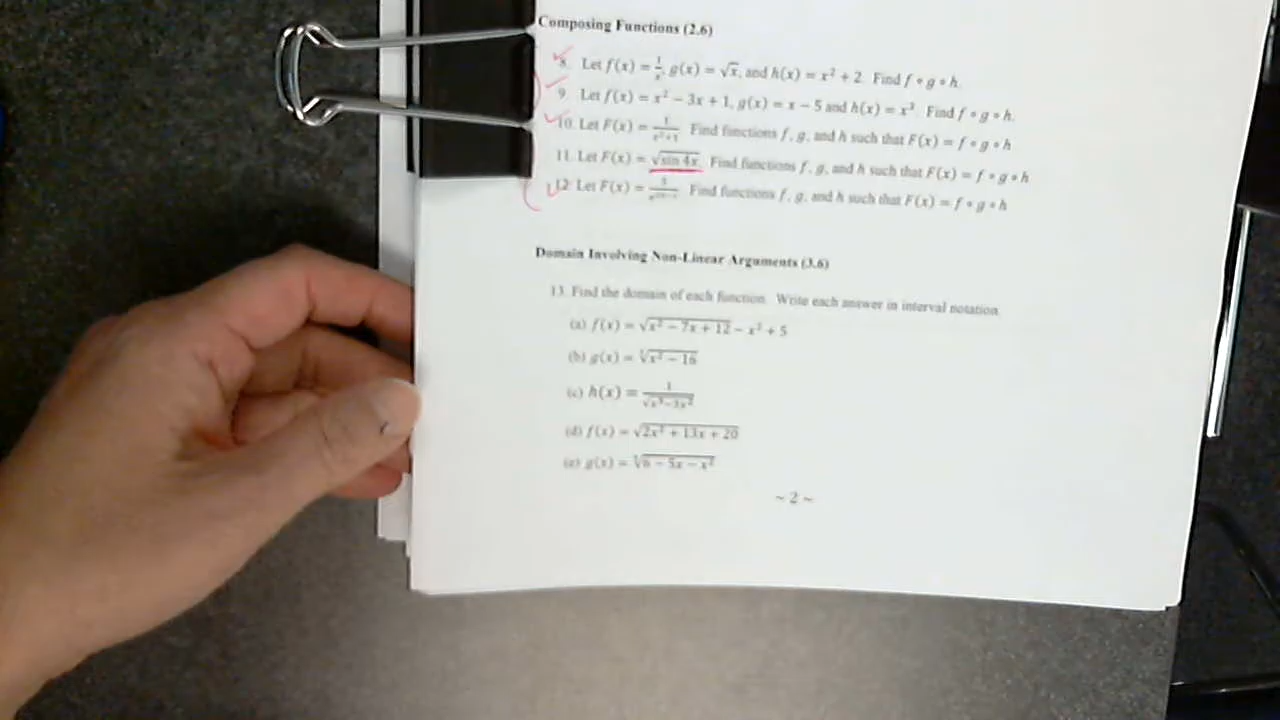 Composing Functions (2.6)
8. Let f(x) = 1/x, g(x) = √x, and h(x) = x² + 2. Find f ∘ g ∘ h.
9. Let f(x) = x² − 3x + 1, g(x) = x − 5 and h(x) = x³. Find f ∘ g ∘ h.
10. Let F(x) = Find functions f, g, and h such that F(x) = f ∘ g ∘ h
11. Let F(x) = √sin 4x. Find functions f, g, and h such that F(x) = f ∘ g ∘ h
12. Let F(x) = Find functions f, g, and h such that F(x) = f ∘ g ∘ h
Domain Involving Non-Linear Arguments (3.6)
13. Find the domain of each function. Write each answer in interval notation.
(a) f(x) = √x² − 7x + 12 − x² + 5
(b) g(x) = √x² − 16
(c) h(x) = 1/√x³−3x²
(d) f(x) = √2x² + 13x + 20
(e) g(x) = √6 − 5x − x²
~ 2 ~